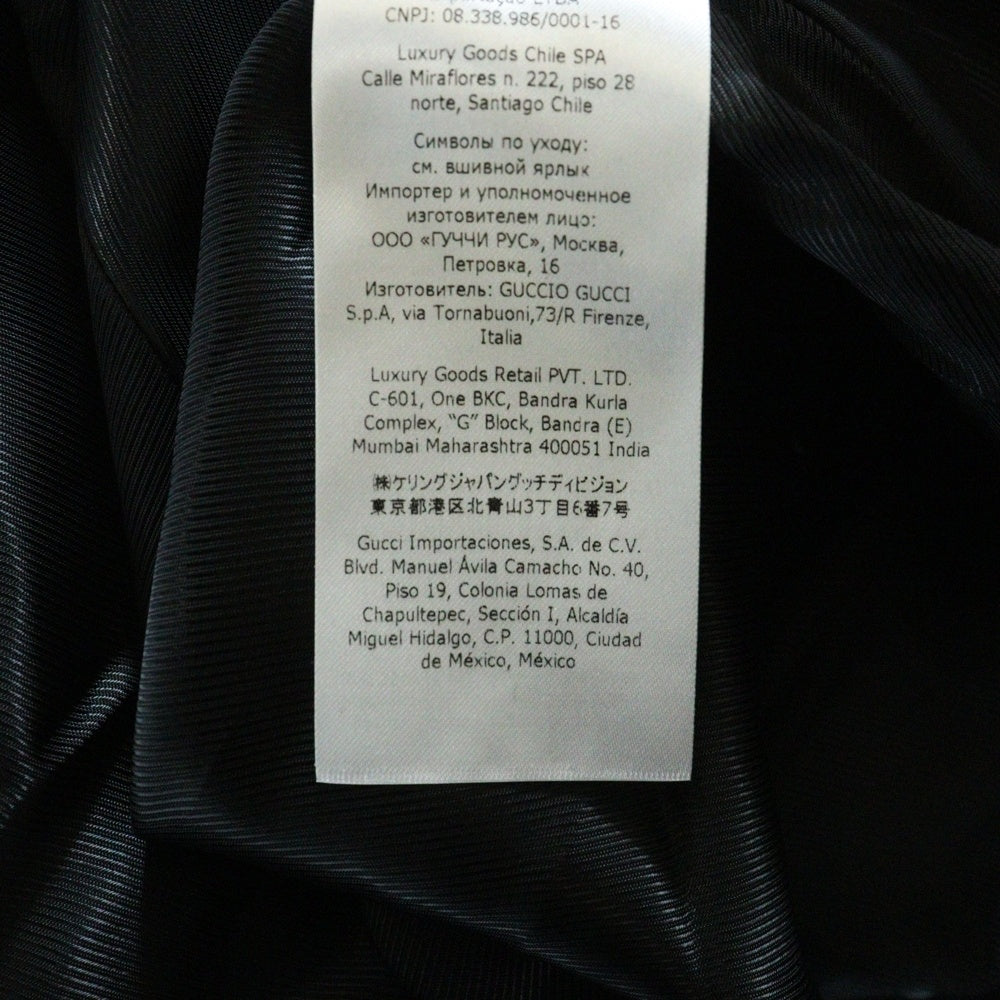 LTDA
CNPJ: 08.338.986/0001-16
Luxury Goods Chile SPA
Calle Miraflores n. 222, piso 28
norte, Santiago Chile
Символы по уходу:
см. вшивной ярлык
Импортер и уполномоченное
изготовителем лицо:
ООО «ГУЧЧИ РУС», Москва,
Петровка, 16
Изготовитель: GUCCIO GUCCI
S.p.A, via Tornabuoni,73/R Firenze,
Italia
Luxury Goods Retail PVT. LTD.
C-601, One BKC, Bandra Kurla
Complex, “G” Block, Bandra (E)
Mumbai Maharashtra 400051 India
㈱ケリングジャパングッチディビジョン
東京都港区北青山3丁目6番7号
Gucci Importaciones, S.A. de C.V.
Blvd. Manuel Ávila Camacho No. 40,
Piso 19, Colonia Lomas de
Chapultepec, Sección I, Alcaldía
Miguel Hidalgo, C.P. 11000, Ciudad
de México, México